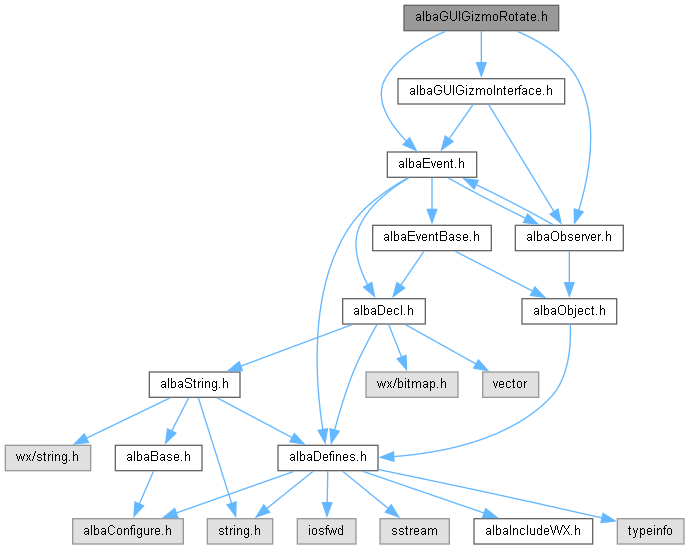 albaGUIGizmoRotate.h
albaGUIGizmoInterface.h
albaEvent.h
albaEventBase.h
albaObserver.h
albaDecl.h
albaObject.h
albaString.h
wx/bitmap.h
vector
wx/string.h
albaBase.h
albaDefines.h
albaConfigure.h
string.h
iosfwd
sstream
albaIncludeWX.h
typeinfo